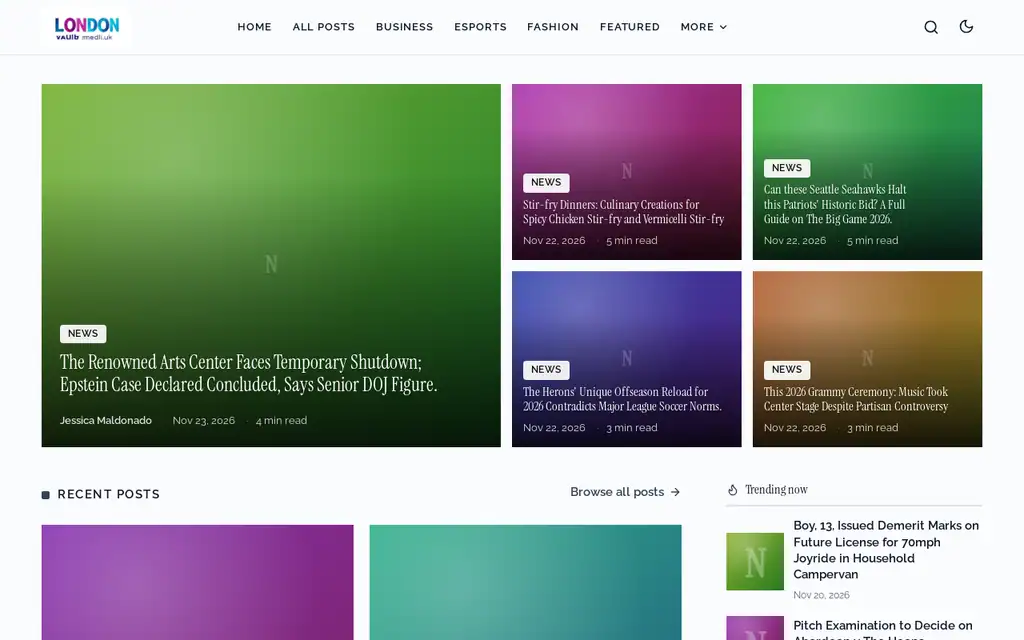 LONDON
vAUlb medli.uk
HOME ALL POSTS BUSINESS ESPORTS FASHION FEATURED MORE
N
NEWS
The Renowned Arts Center Faces Temporary Shutdown;
Epstein Case Declared Concluded, Says Senior DOJ Figure.
Jessica Maldonado Nov 23, 2026 · 4 min read
N
NEWS
Stir-fry Dinners: Culinary Creations for
Spicy Chicken Stir-fry and Vermicelli Stir-fry
Nov 22, 2026 · 5 min read
N
NEWS
Can these Seattle Seahawks Halt
this Patriots' Historic Bid? A Full
Guide on The Big Game 2026.
Nov 22, 2026 · 5 min read
N
NEWS
The Herons' Unique Offseason Reload for
2026 Contradicts Major League Soccer Norms.
Nov 22, 2026 · 3 min read
N
NEWS
This 2026 Grammy Ceremony: Music Took
Center Stage Despite Partisan Controversy
Nov 22, 2026 · 3 min read
RECENT POSTS
Browse all posts →
Trending now
N
Boy, 13, Issued Demerit Marks on
Future License for 70mph
Joyride in Household
Campervan
Nov 20, 2026
N
Pitch Examination to Decide on
Aberdeen v The Hoops